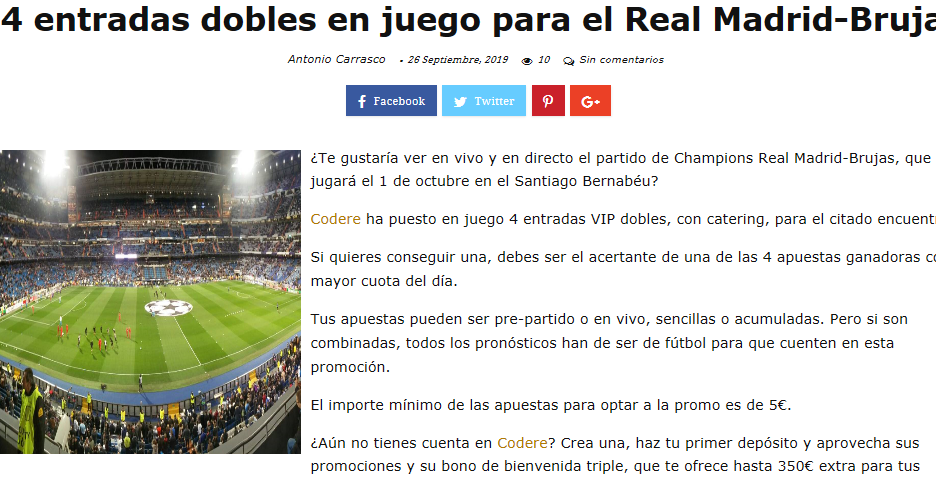 4 entradas dobles en juego para el Real Madrid-Bruja
Antonio Carrasco - 26 Septiembre, 2019 10 Sin comentarios
Facebook Twitter
¿Te gustaría ver en vivo y en directo el partido de Champions Real Madrid-Brujas, que
jugará el 1 de octubre en el Santiago Bernabéu?
Codere ha puesto en juego 4 entradas VIP dobles, con catering, para el citado encuent
Si quieres conseguir una, debes ser el acertante de una de las 4 apuestas ganadoras c
mayor cuota del día.
Tus apuestas pueden ser pre-partido o en vivo, sencillas o acumuladas. Pero si son
combinadas, todos los pronósticos han de ser de fútbol para que cuenten en esta
promoción.
El importe mínimo de las apuestas para optar a la promo es de 5€.
¿Aún no tienes cuenta en Codere? Crea una, haz tu primer depósito y aprovecha sus
promociones y su bono de bienvenida triple, que te ofrece hasta 350€ extra para tus